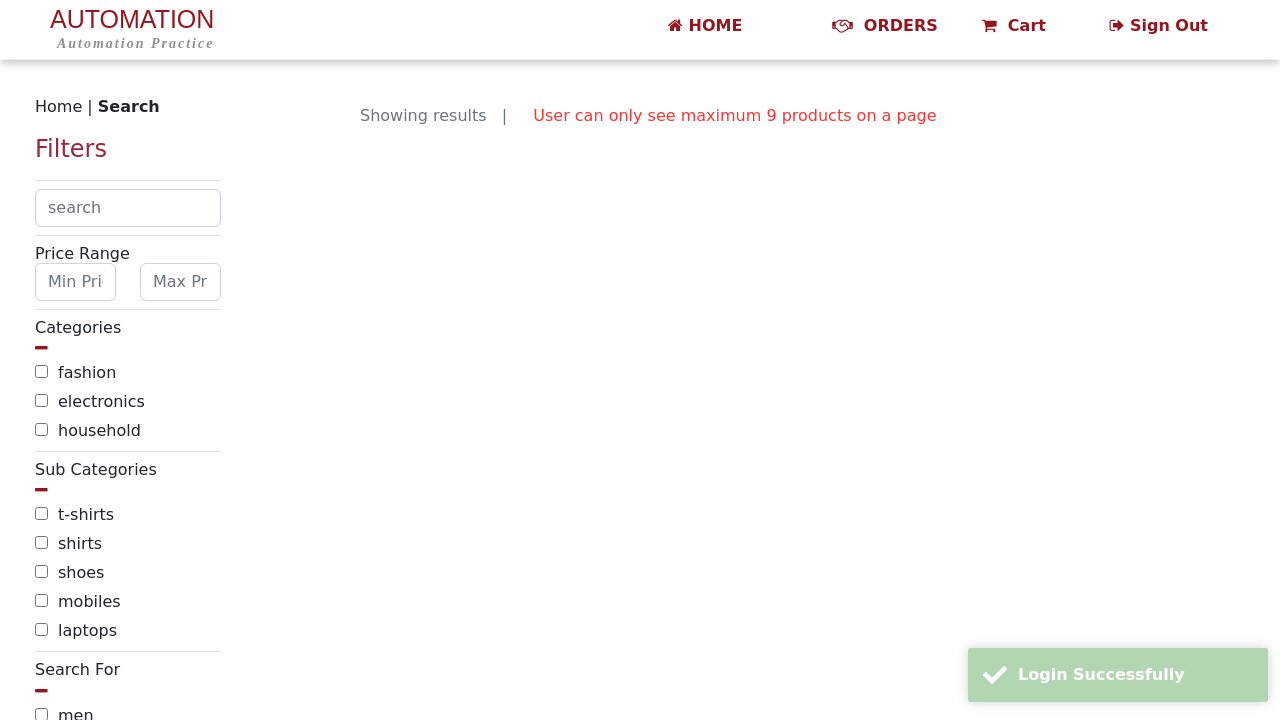 AUTOMATION
Automation Practice
HOME
ORDERS
Cart
Sign Out
Home | Search
Showing results |
User can only see maximum 9 products on a page
Filters
search
Price Range
Min Pri
Max Pr
Categories
fashion
electronics
household
Sub Categories
t-shirts
shirts
shoes
mobiles
laptops
Search For
men
Login Successfully